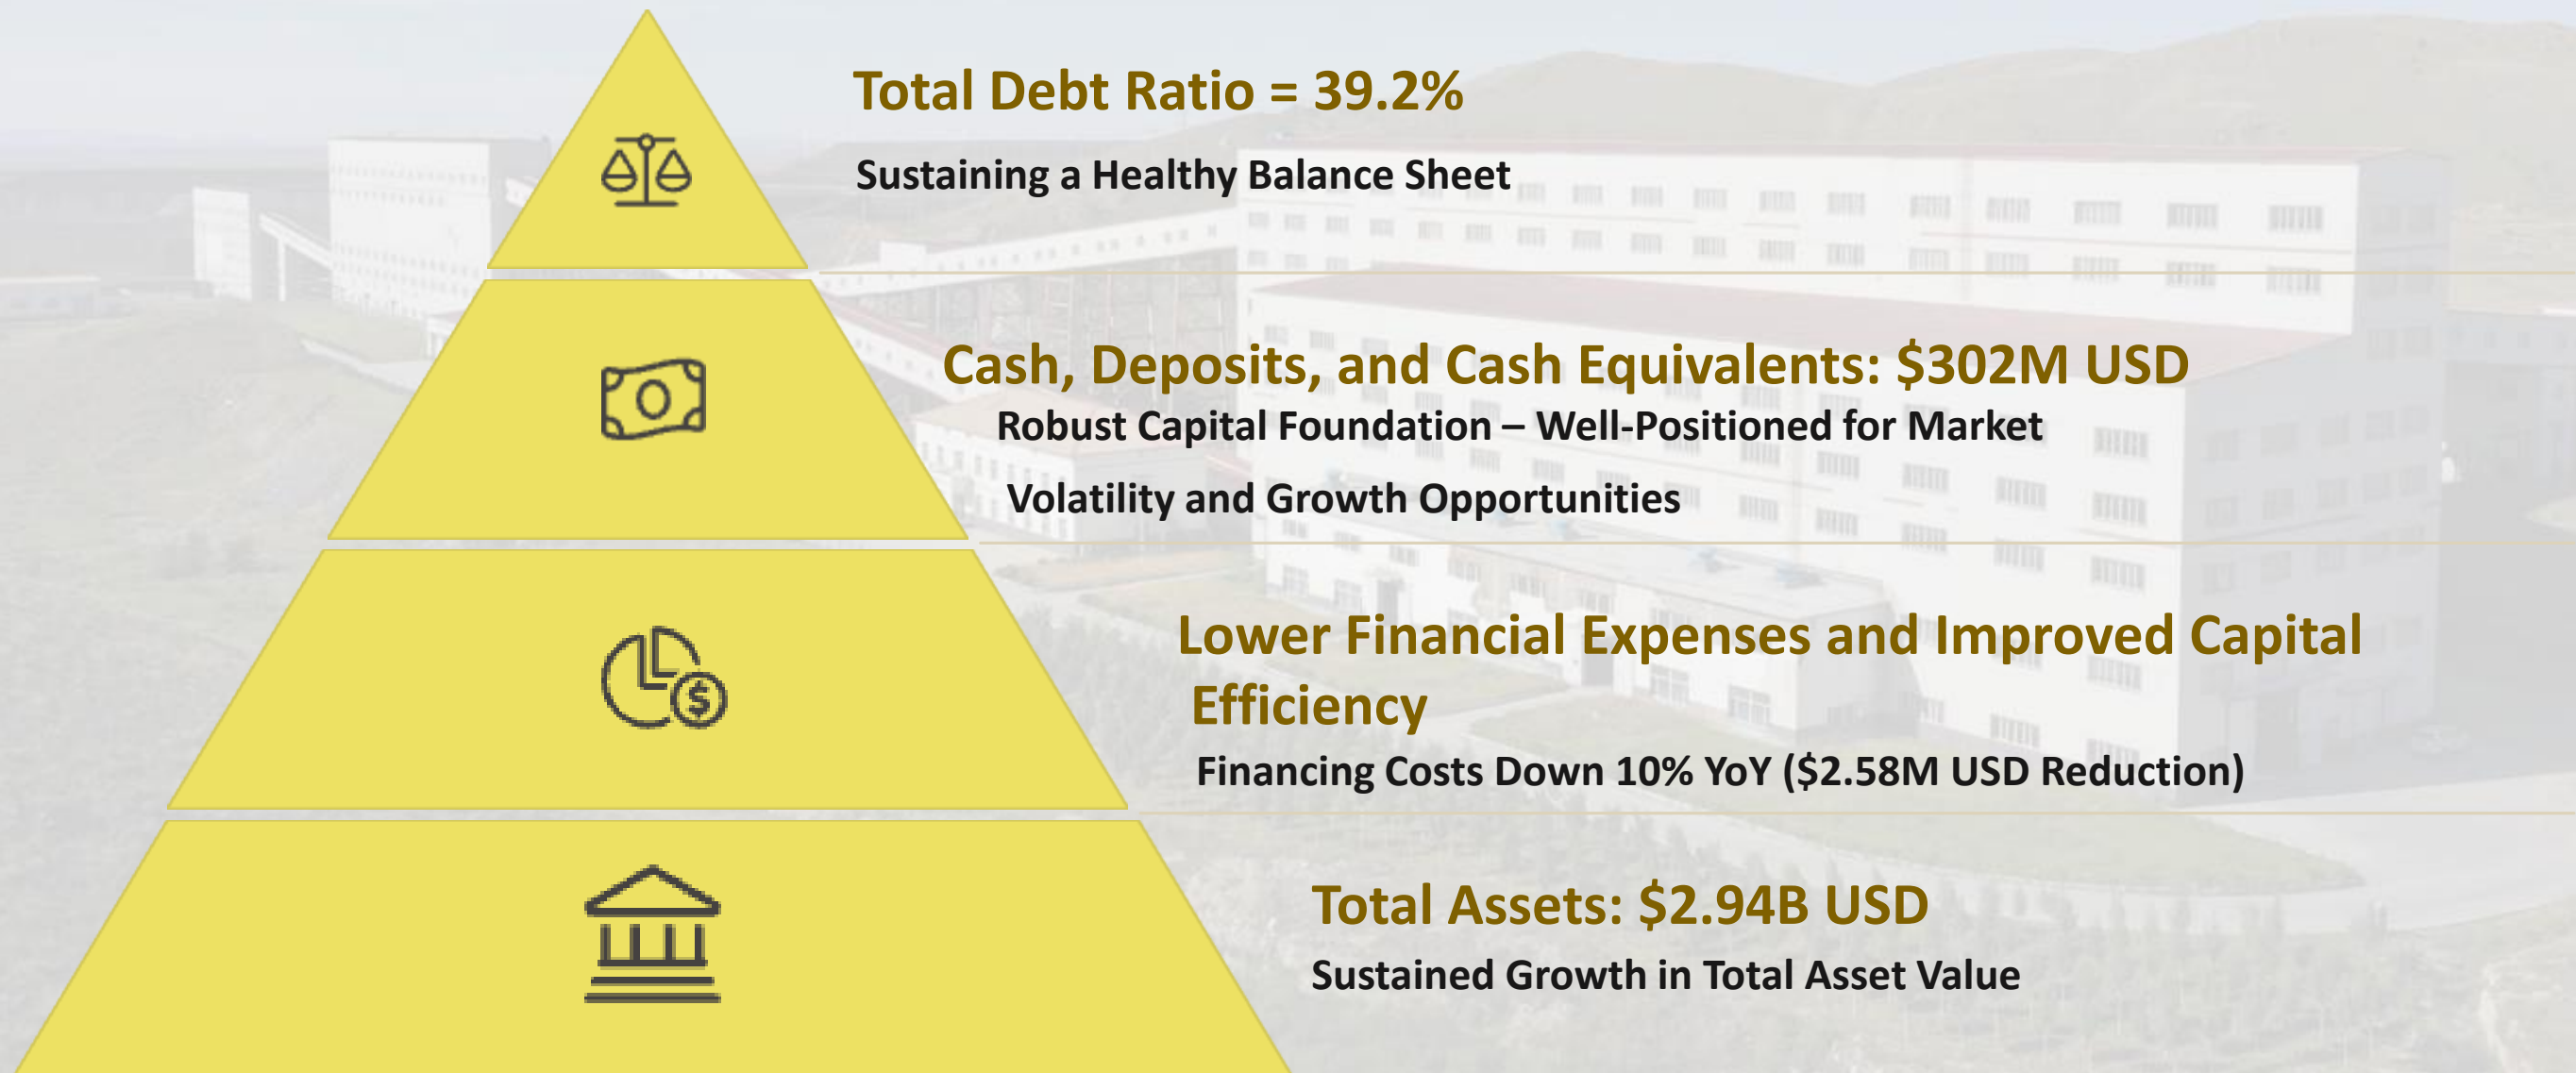 Total Debt Ratio = 39.2%
Sustaining a Healthy Balance Sheet
Cash, Deposits, and Cash Equivalents: $302M USD
Robust Capital Foundation – Well-Positioned for Market
Volatility and Growth Opportunities
Lower Financial Expenses and Improved Capital
Efficiency
$
Financing Costs Down 10% YoY ($2.58M USD Reduction)
Total Assets: $2.94B USD
Sustained Growth in Total Asset Value